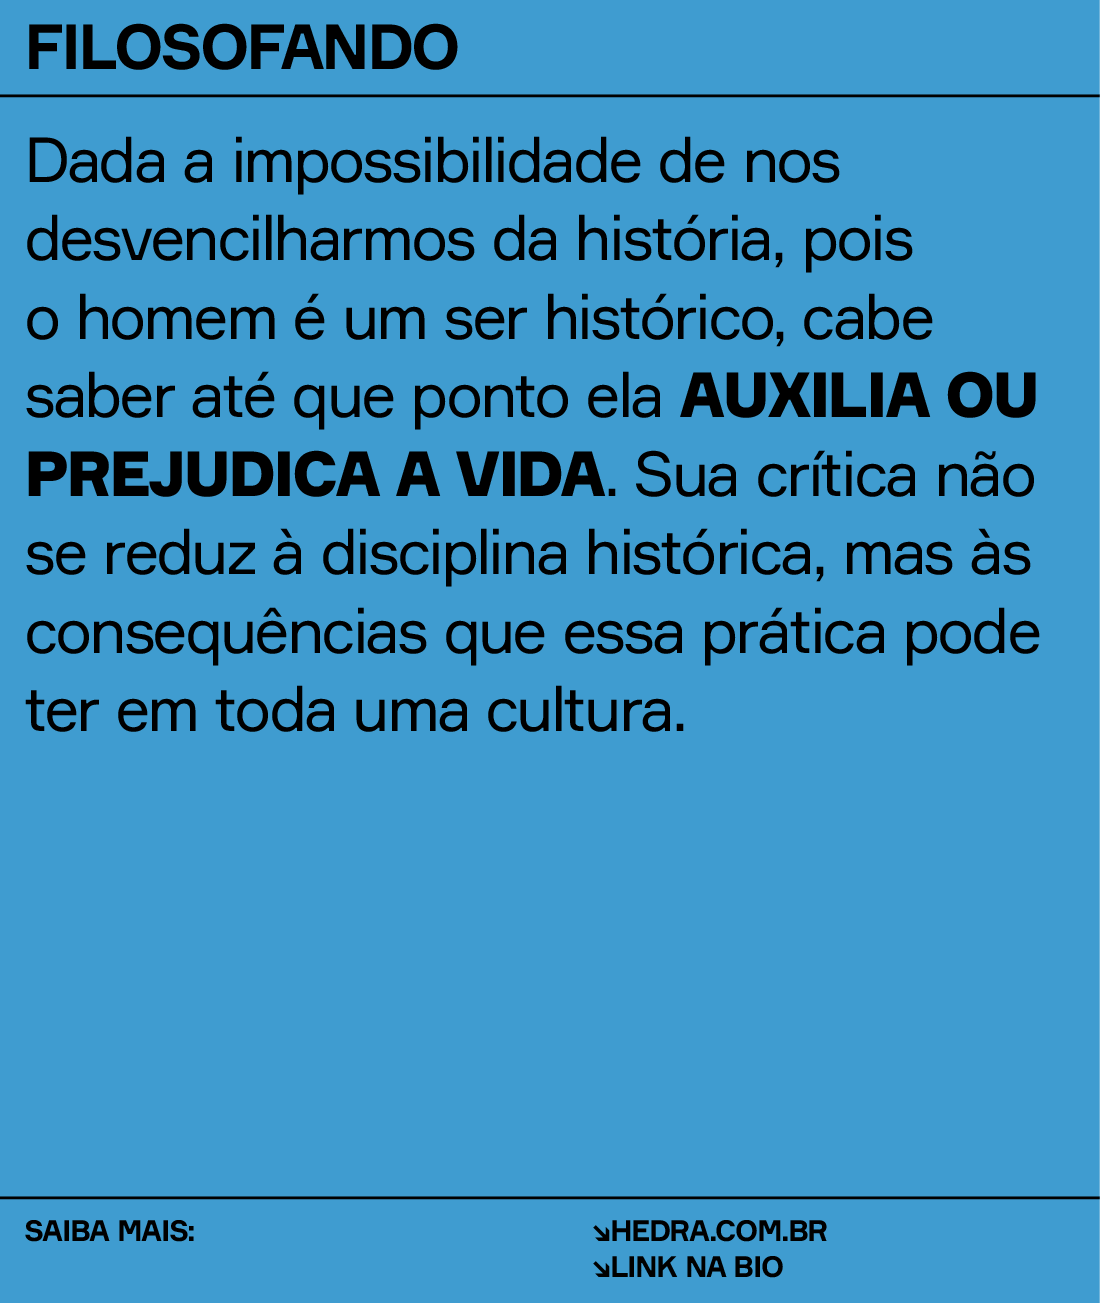 FILOSOFANDO
Dada a impossibilidade de nos
desvencilharmos da história, pois
o homem é um ser histórico, cabe
saber até que ponto ela AUXILIA OU
PREJUDICA A VIDA. Sua crítica não
se reduz à disciplina histórica, mas às
consequências que essa prática pode
ter em toda uma cultura.
SAIBA MAIS:
↘HEDRA.COM.BR
↘LINK NA BIO